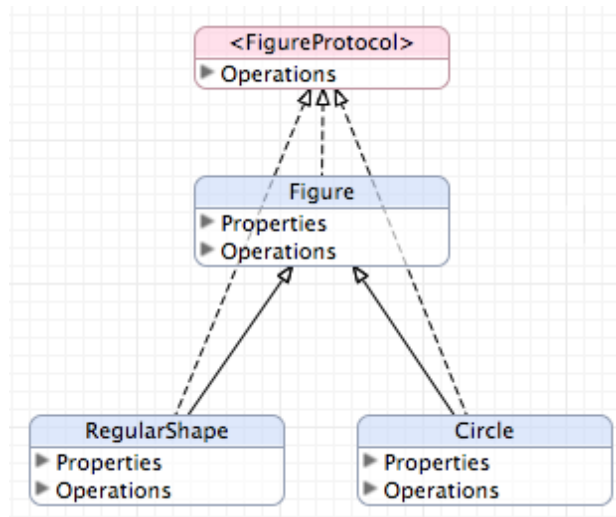 <FigureProtocol>
Operations
Figure
Properties
Operations
RegularShape
Properties
Operations
Circle
Properties
Operations